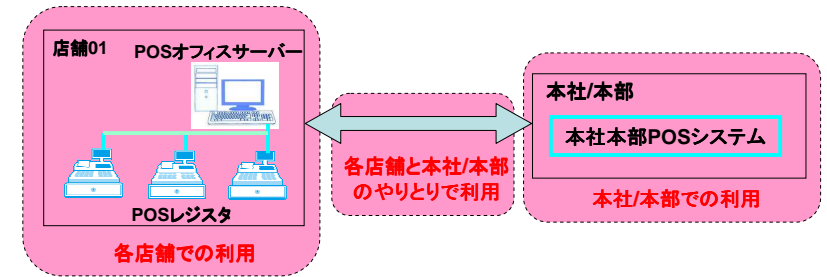 店舗01
POSオフィスサーバー
POSレジスタ
各店舗での利用
各店舗と本社/本部
のやりとりで利用
本社/本部
本社本部POSシステム
本社/本部での利用